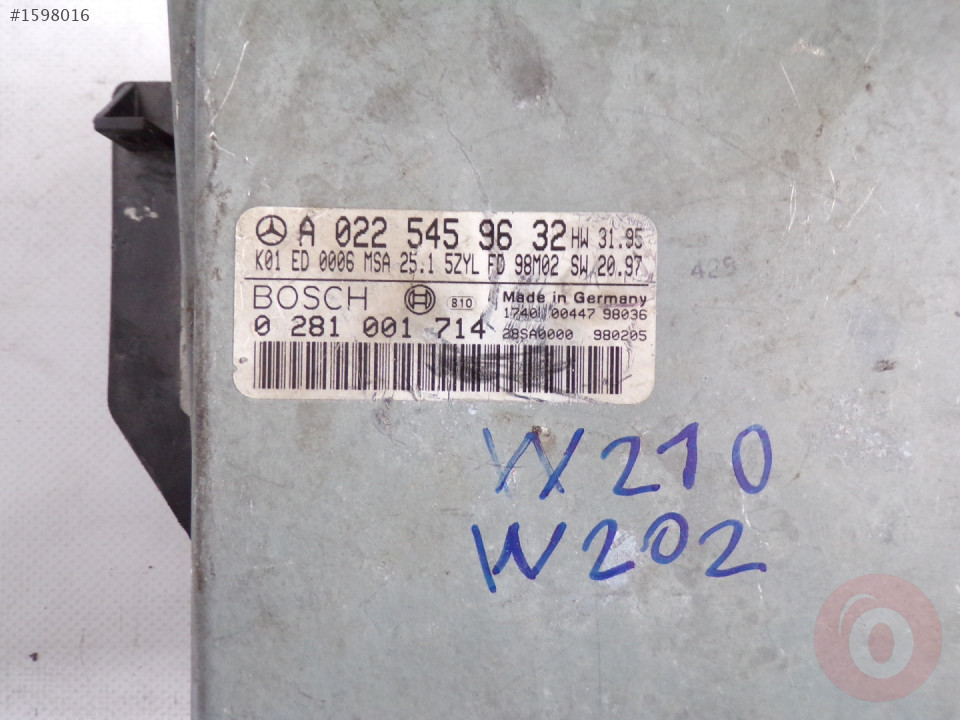 #1598016
A 022 545 96 32 HW 31.95
K01 ED 0006 MSA 25.1 5ZYL FD 98M02 SW 20.97
429
BOSCH 810 Made in Germany
1740 00447 98036
0 281 001 714 28SA0000 980205
W210
W202